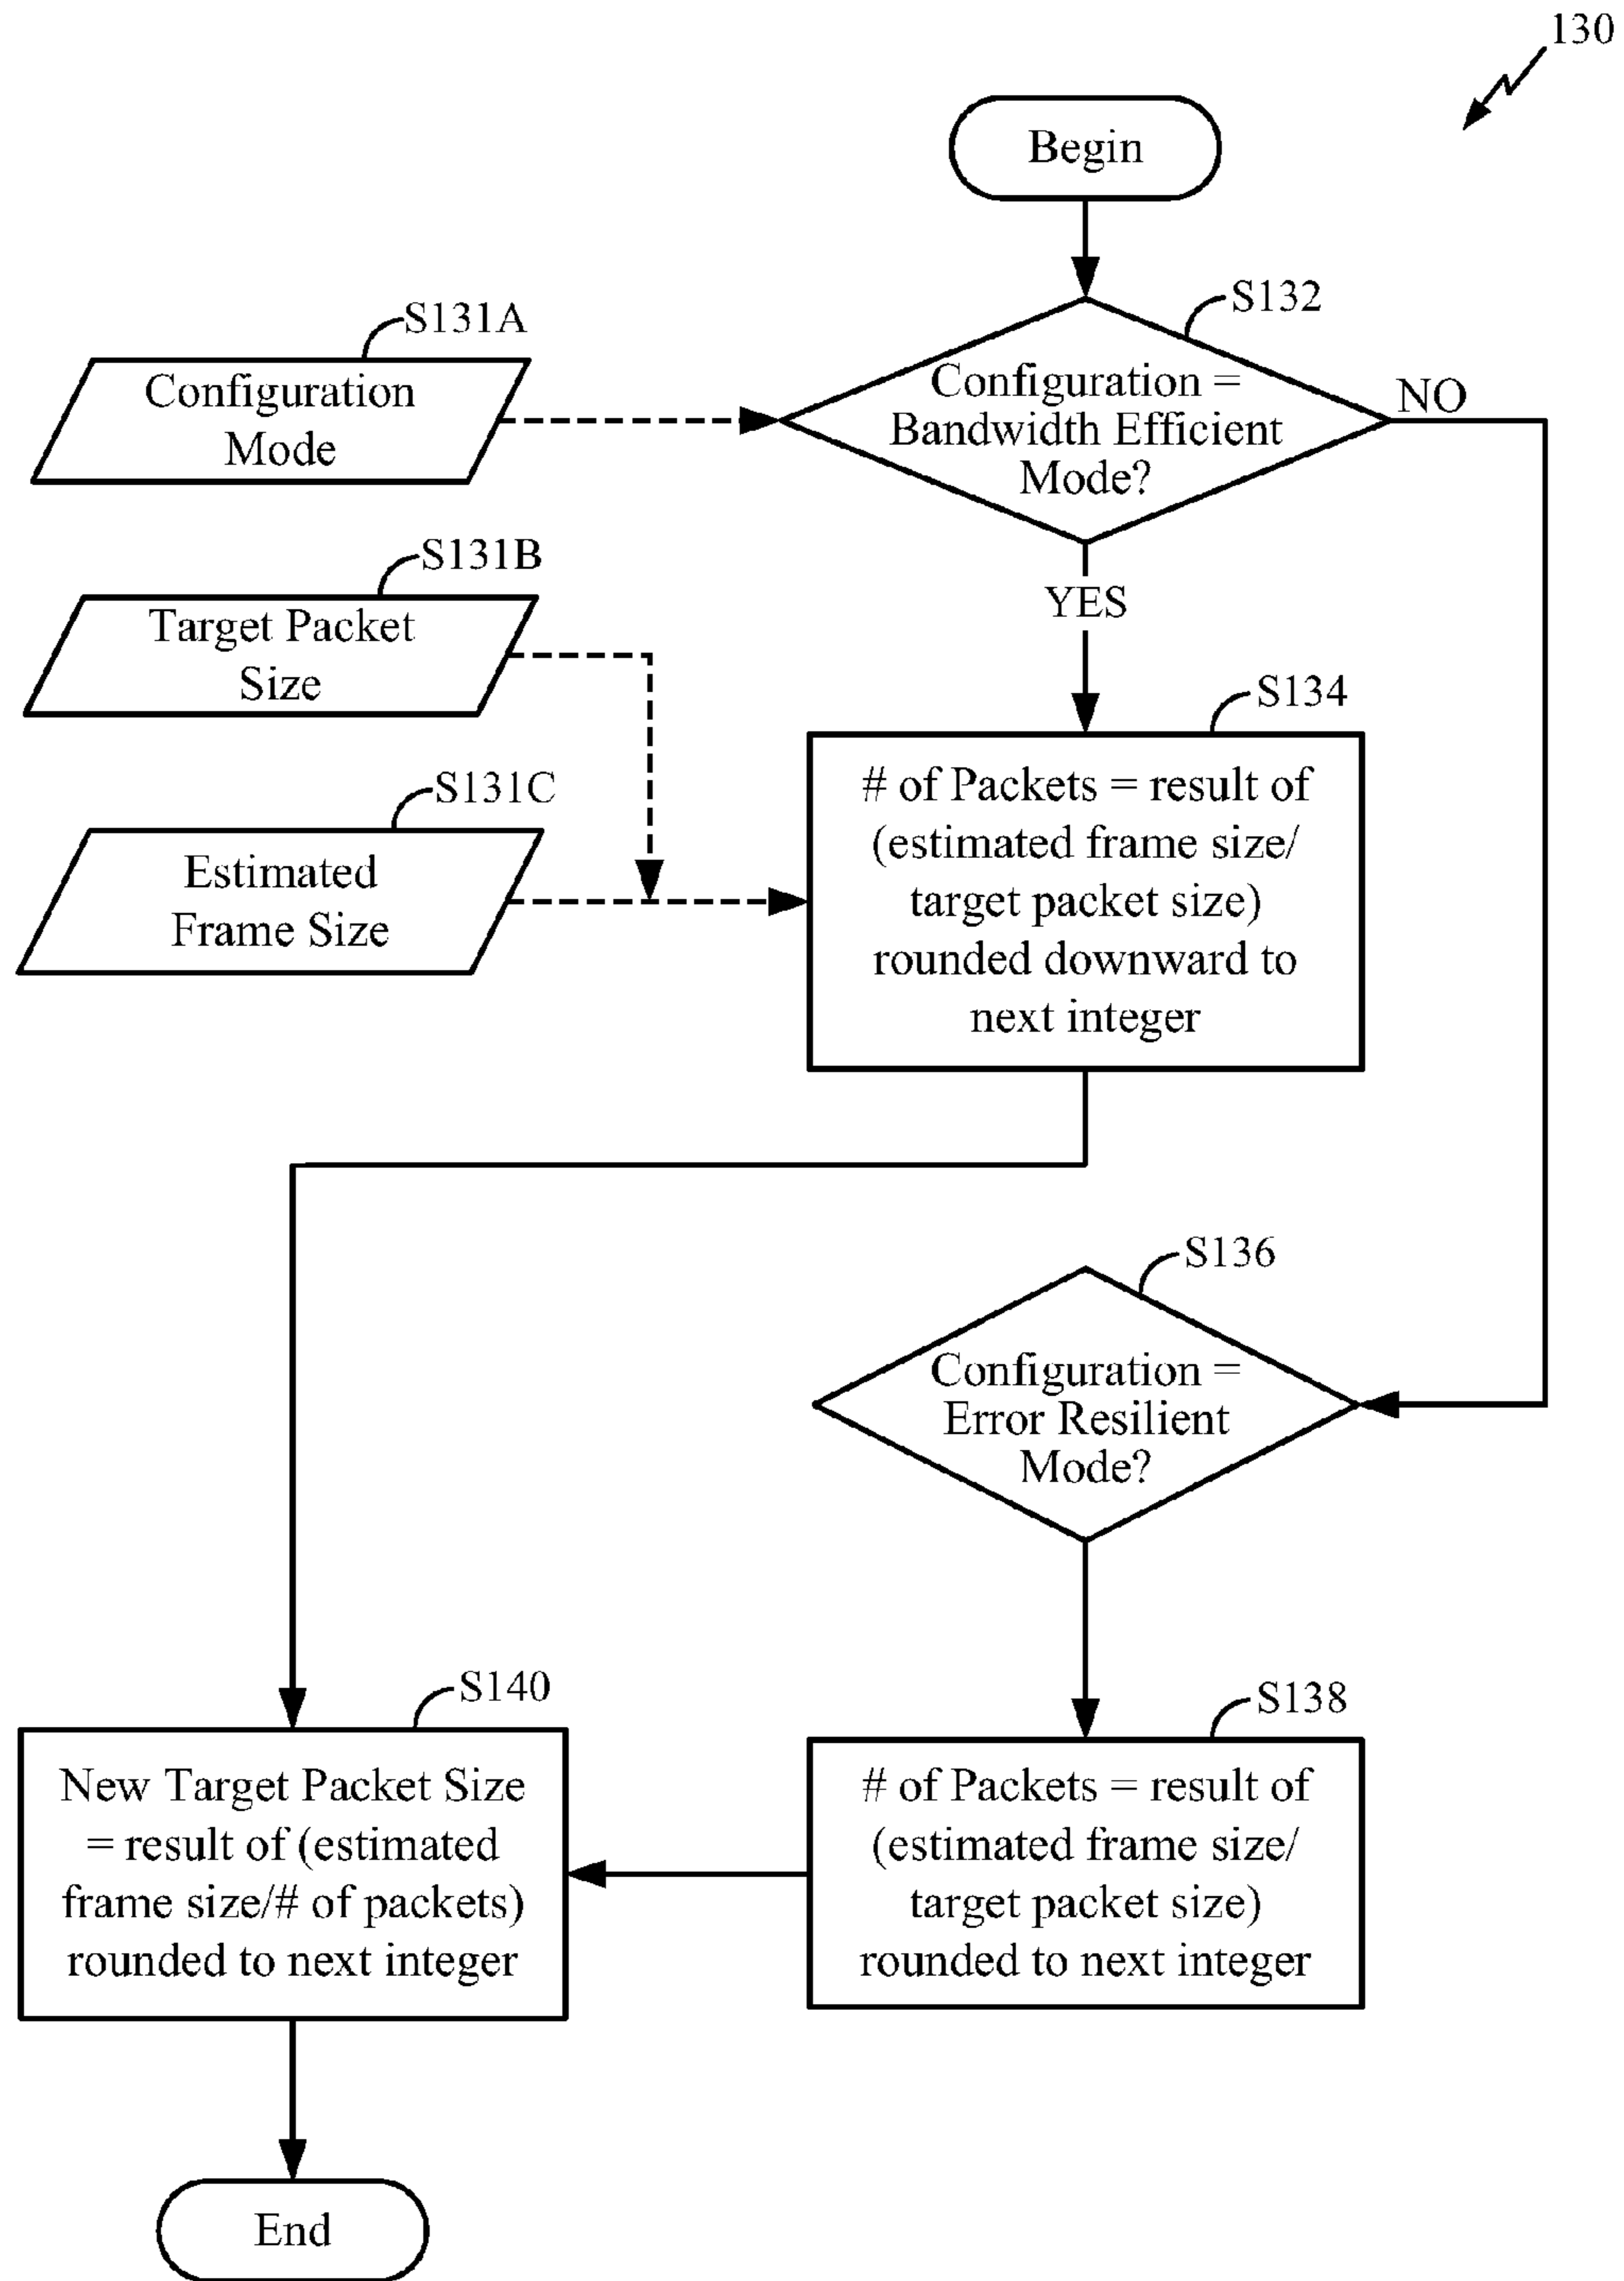 130
Begin
S132
Configuration =
Bandwidth Efficient
Mode?
NO
YES
S131A
Configuration
Mode
S131B
Target Packet
Size
S131C
Estimated
Frame Size
S134
# of Packets = result of
(estimated frame size/
target packet size)
rounded downward to
next integer
S136
Configuration =
Error Resilient
Mode?
S138
# of Packets = result of
(estimated frame size/
target packet size)
rounded to next integer
S140
New Target Packet Size
= result of (estimated
frame size/# of packets)
rounded to next integer
End